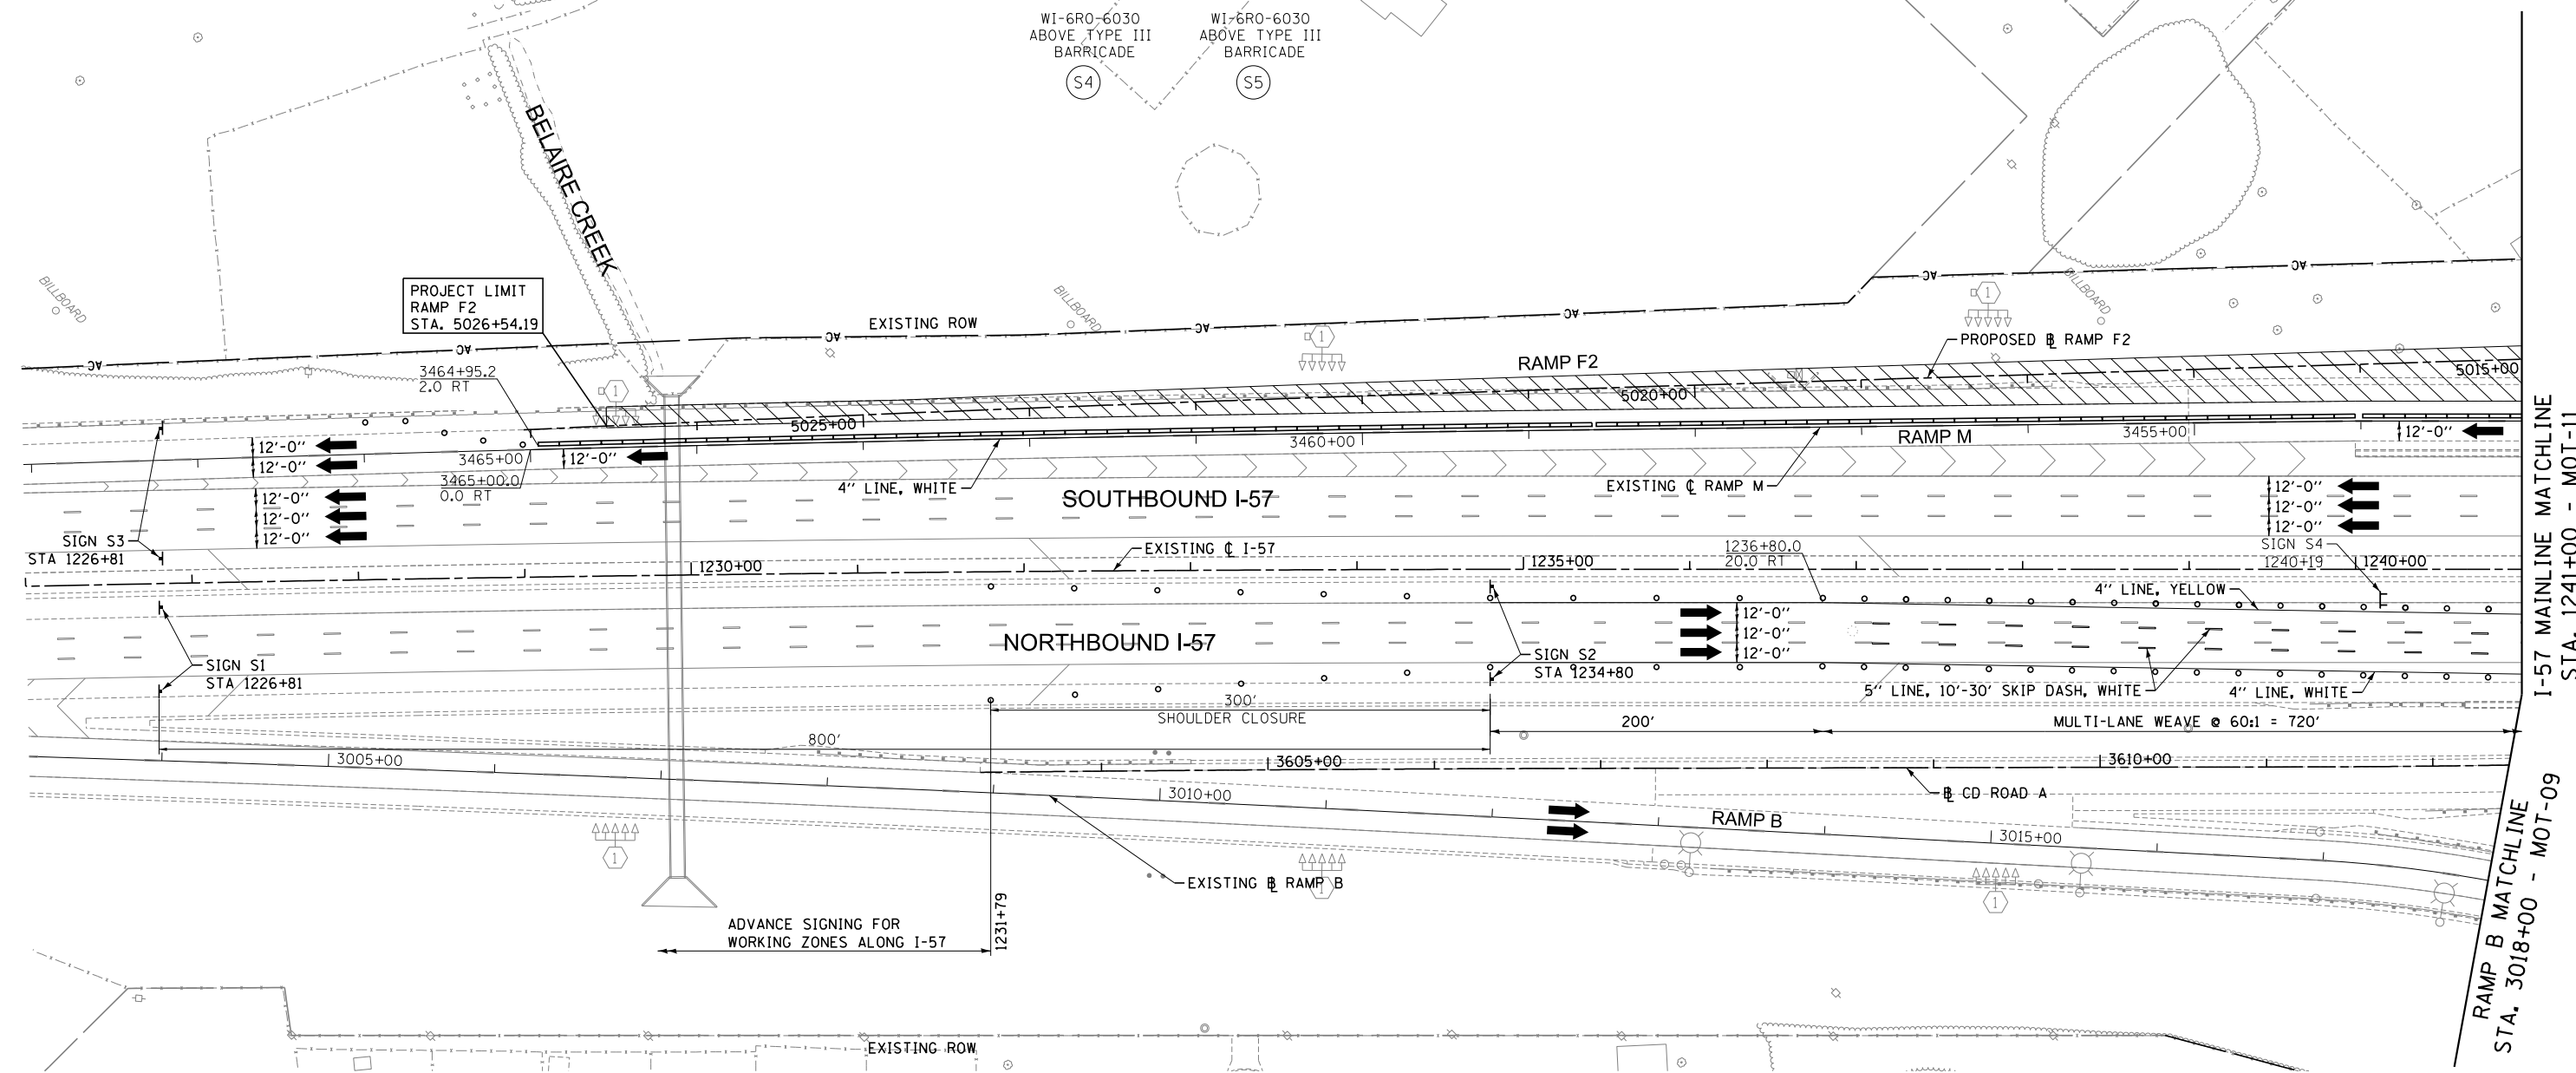 WI-6RO-6030
ABOVE TYPE III
BARRICADE
S4
WI-6RO-6030
ABOVE TYPE III
BARRICADE
S5
BELAIRE CREEK
BILLBOARD
BILLBOARD
BILLBOARD
PROJECT LIMIT
RAMP F2
STA. 5026+54.19
EXISTING ROW
AC
AC
AC
AC
AC
AC
AC
1
1
1
PROPOSED B RAMP F2
RAMP F2
3464+95.2
2.0 RT
5025+00
5020+00
5015+00
3465+00
3460+00
3455+00
RAMP M
12'-0"
12'-0"
12'-0"
12'-0"
3465+00.0
0.0 RT
4" LINE, WHITE
EXISTING ℄ RAMP M
12'-0"
12'-0"
12'-0"
SOUTHBOUND I-57
12'-0"
12'-0"
12'-0"
SIGN S3
STA 1226+81
EXISTING ℄ I-57
1230+00
1235+00
1236+80.0
20.0 RT
SIGN S4
1240+19
1240+00
4" LINE, YELLOW
NORTHBOUND I-57
12'-0"
12'-0"
12'-0"
SIGN S1
STA 1226+81
SIGN S2
STA 1234+80
5" LINE, 10'-30' SKIP DASH, WHITE
4" LINE, WHITE
300'
SHOULDER CLOSURE
200'
MULTI-LANE WEAVE @ 60:1 = 720'
800'
3005+00
3605+00
3610+00
3010+00
B CD ROAD A
RAMP B
3015+00
EXISTING B RAMP B
1
1
1
ADVANCE SIGNING FOR
WORKING ZONES ALONG I-57
1231+79
EXISTING ROW
I-57 MAINLINE MATCHLINE
STA. 1241+00 - MOT-11
RAMP B MATCHLINE
STA. 3018+00 - MOT-09